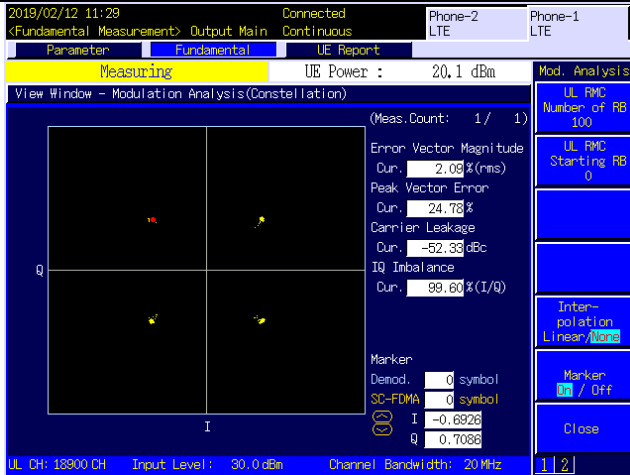 2019/02/12 11:29 Connected Phone-2 Phone-1
<Fundamental Measurement> Output Main Continuous LTE LTE
Parameter Fundamental UE Report
Measuring UE Power : 20.1 dBm Mod. Analysis
View Window - Modulation Analysis(Constellation)
UL RMC
Number of RB
100
(Meas.Count: 1/ 1)
Error Vector Magnitude
Cur. 2.09 %(rms)
UL RMC
Starting RB
0
Peak Vector Error
Cur. 24.78 %
Carrier Leakage
Cur. -52.33 dBc
IQ Imbalance
Q
Cur. 99.60 %(I/Q)
Inter-
polation
Linear/None
Marker
Demod. 0 symbol
SC-FDMA 0 symbol
I -0.6926
Q 0.7086
I
Marker
On / Off
Close
UL CH: 18900 CH Input Level: 30.0 dBm Channel Bandwidth: 20 MHz 1 2